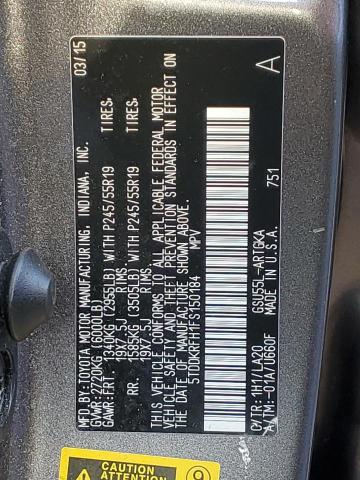 MFD.BY:TOYOTA MOTOR MANUFACTURING, INDIANA, INC. 03/15
GVWR:2720KG(6000LB)
GAWR:FRT. 1340KG(2955LB) WITH P245/55R19 TIRES,
19X7.5J RIMS.
RR. 1585KG(3505LB) WITH P245/55R19 TIRES,
19X7.5J RIMS.
THIS VEHICLE CONFORMS TO ALL APPLICABLE FEDERAL MOTOR
VEHICLE SAFETY AND THEFT PREVENTION STANDARDS IN EFFECT ON
THE DATE OF MANUFACTURE SHOWN ABOVE.
5TDDKRFH1FS150184 MPV
A
C/TR:1H1/LA20 GSU55L-ARTGKA 751
A/TM:-01A/U660F MADE IN U.S.A.
CAUTION
ATTENTION